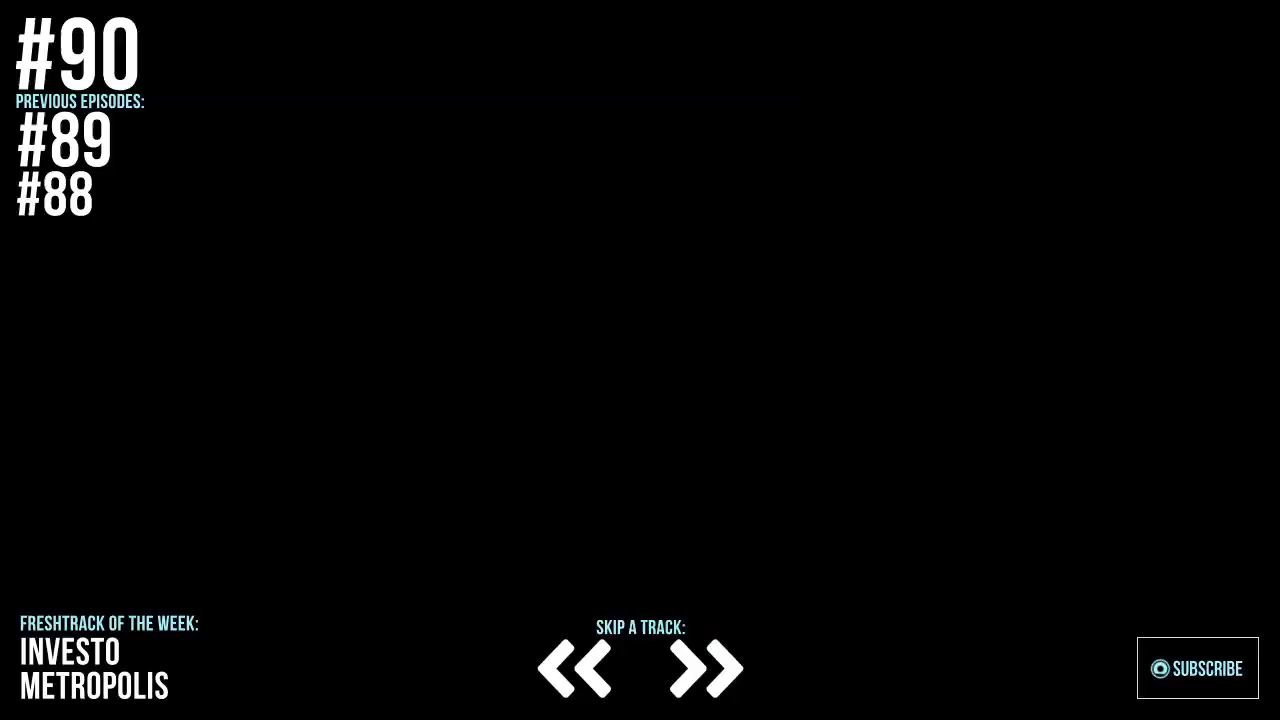 #90
PREVIOUS EPISODES:
#89
#88
FRESHTRACK OF THE WEEK:
INVESTO
METROPOLIS
SKIP A TRACK:
SUBSCRIBE